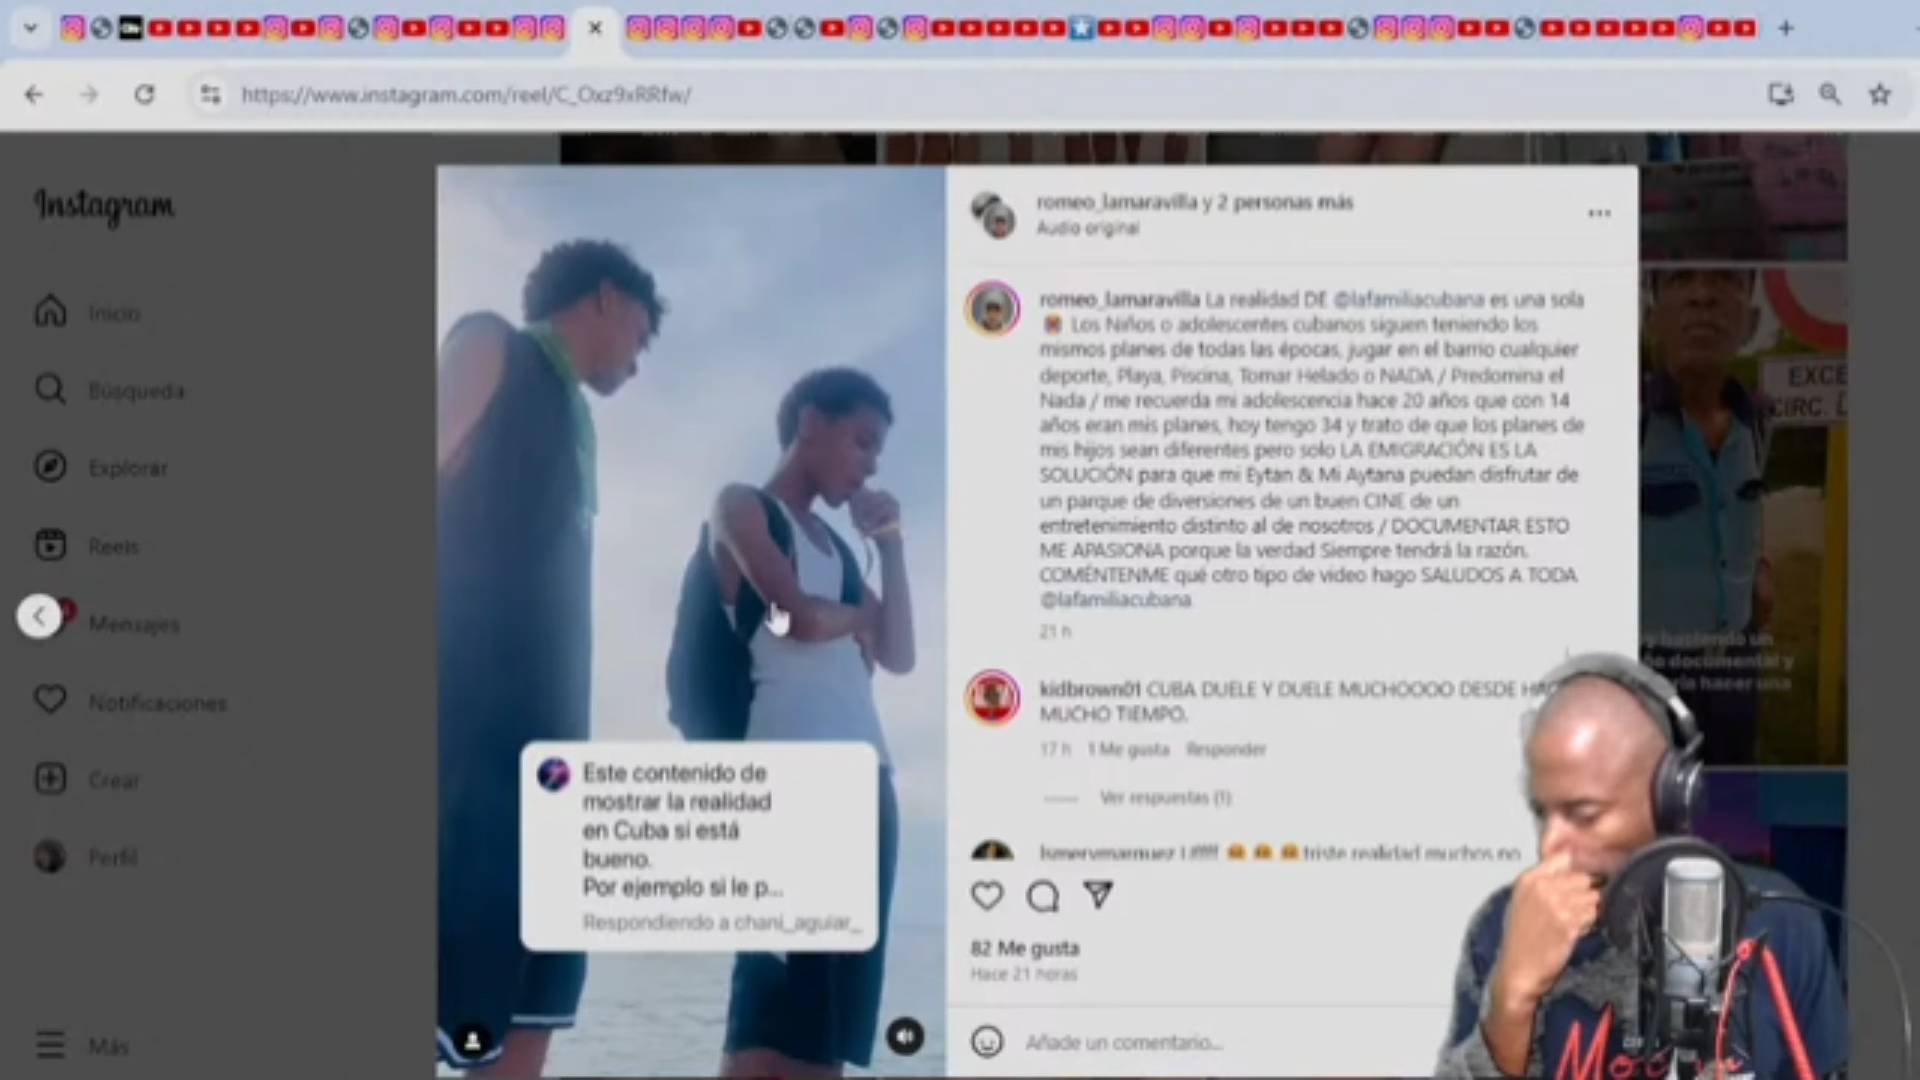 https://www.instagram.com/reel/C_Oxz9xRRfw/
Instagram
Inicio
Búsqueda
Explorar
Reels
Mensajes
Notificaciones
Crear
Perfil
Más
Este contenido de
mostrar la realidad
en Cuba si está
bueno.
Por ejemplo si le p...
Respondiendo a chani_aguiar_
romeo_lamaravilla y 2 personas más
Audio original
romeo_lamaravilla La realidad DE @lafamiliacubana es una sola
Los Niños o adolescentes cubanos siguen teniendo los
mismos planes de todas las épocas, jugar en el barrio cualquier
deporte, Playa, Piscina, Tomar Helado o NADA / Predomina el
Nada / me recuerda mi adolescencia hace 20 años que con 14
años eran mis planes, hoy tengo 34 y trato de que los planes de
mis hijos sean diferentes pero solo LA EMIGRACIÓN ES LA
SOLUCIÓN para que mi Eytan & Mi Aytana puedan disfrutar de
un parque de diversiones de un buen CINE de un
entretenimiento distinto al de nosotros / DOCUMENTAR ESTO
ME APASIONA porque la verdad Siempre tendrá la razón.
COMÉNTENME qué otro tipo de video hago SALUDOS A TODA
@lafamiliacubana
21 h
kidbrown01 CUBA DUELE Y DUELE MUCHOOOO DESDE
MUCHO TIEMPO.
17 h 1 Me gusta Responder
Ver respuestas (1)
triste realidad muchos no
82 Me gusta
Hace 21 horas
Añade un comentario...
EXCE
CIRC.
haciendo un
documental y
hacer una